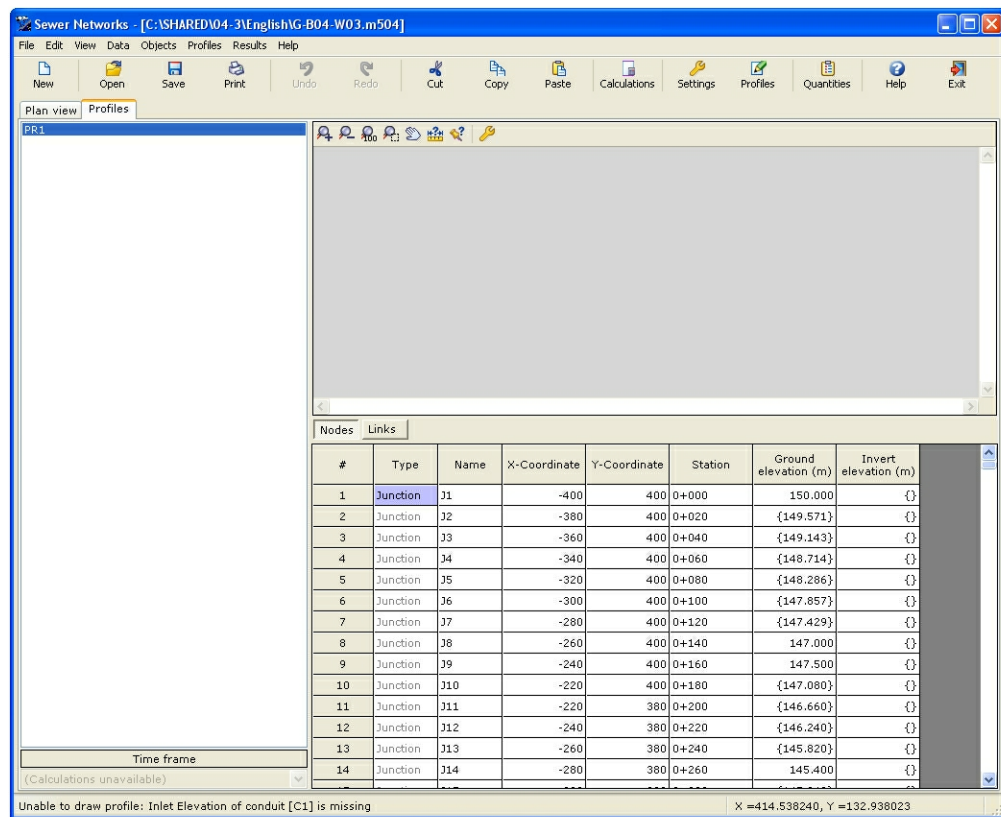 Sewer Networks - [C:\SHARED\04-3\English\G-B04-W03.m504]
File Edit View Data Objects Profiles Results Help
New Open Save Print Undo Redo Cut Copy Paste Calculations Settings Profiles Quantities Help Exit
Plan view Profiles
PR1
100
Nodes Links
# Type Name X-Coordinate Y-Coordinate Station Ground elevation (m) Invert elevation (m)
1 Junction J1 -400 400 0+000 150.000 {}
2 Junction J2 -380 400 0+020 {149.571} {}
3 Junction J3 -360 400 0+040 {149.143} {}
4 Junction J4 -340 400 0+060 {148.714} {}
5 Junction J5 -320 400 0+080 {148.286} {}
6 Junction J6 -300 400 0+100 {147.857} {}
7 Junction J7 -280 400 0+120 {147.429} {}
8 Junction J8 -260 400 0+140 147.000 {}
9 Junction J9 -240 400 0+160 147.500 {}
10 Junction J10 -220 400 0+180 {147.080} {}
11 Junction J11 -220 380 0+200 {146.660} {}
12 Junction J12 -240 380 0+220 {146.240} {}
13 Junction J13 -260 380 0+240 {145.820} {}
14 Junction J14 -280 380 0+260 145.400 {}
Time frame
(Calculations unavailable)
Unable to draw profile: Inlet Elevation of conduit [C1] is missing
X =414.538240, Y =132.938023